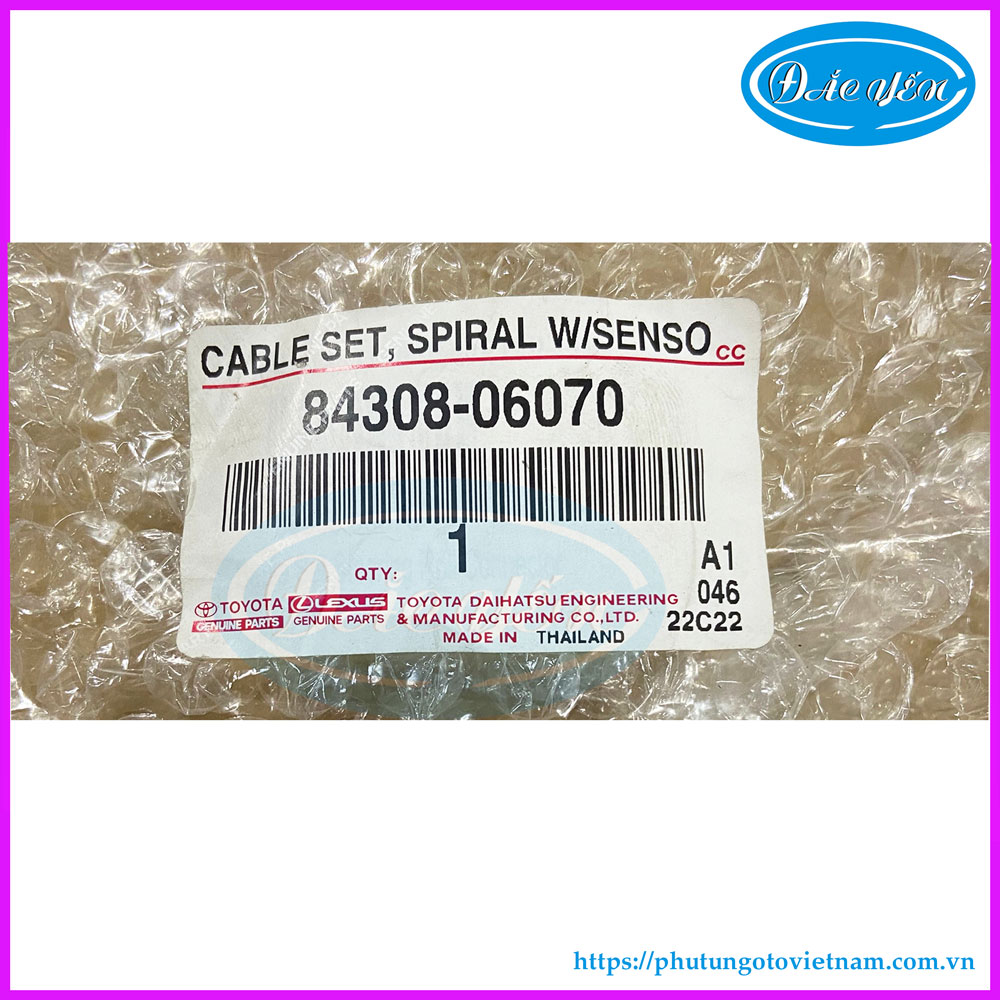 ĐẮC YẾN
CABLE SET, SPIRAL W/SENSO CC
84308-06070
1
QTY:
A1
046
22C22
TOYOTA
GENUINE PARTS
LEXUS
GENUINE PARTS
TOYOTA DAIHATSU ENGINEERING
& MANUFACTURING CO.,LTD.
MADE IN THAILAND
https://phutungotovietnam.com.vn